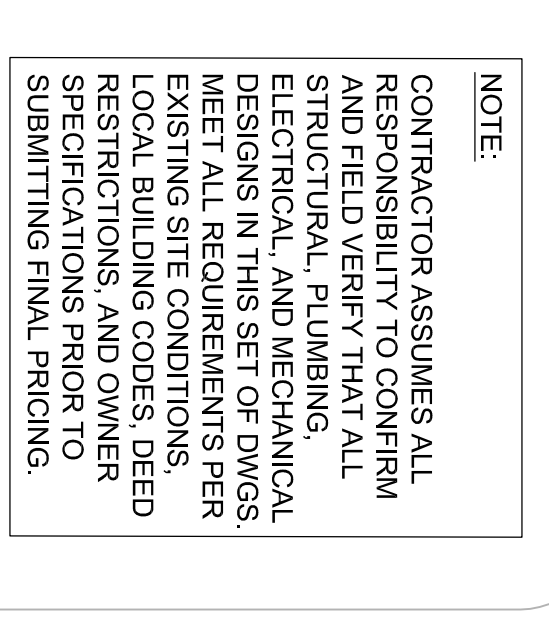 NOTE:
CONTRACTOR ASSUMES ALL
RESPONSIBILITY TO CONFIRM
AND FIELD VERIFY THAT ALL
STRUCTURAL, PLUMBING,
ELECTRICAL, AND MECHANICAL
DESIGNS IN THIS SET OF DWGS.
MEET ALL REQUIREMENTS PER
EXISTING SITE CONDITIONS,
LOCAL BUILDING CODES, DEED
RESTRICTIONS, AND OWNER
SPECIFICATIONS PRIOR TO
SUBMITTING FINAL PRICING.